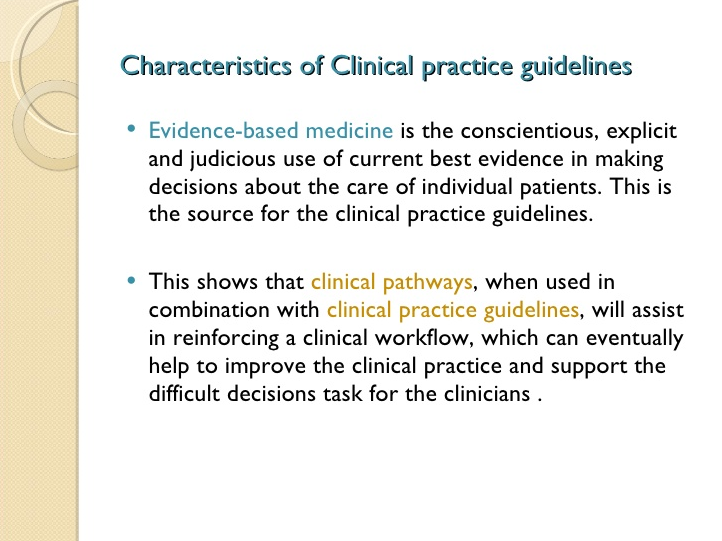 Characteristics of Clinical practice guidelines
• Evidence-based medicine is the conscientious, explicit
and judicious use of current best evidence in making
decisions about the care of individual patients. This is
the source for the clinical practice guidelines.
• This shows that clinical pathways, when used in
combination with clinical practice guidelines, will assist
in reinforcing a clinical workflow, which can eventually
help to improve the clinical practice and support the
difficult decisions task for the clinicians .